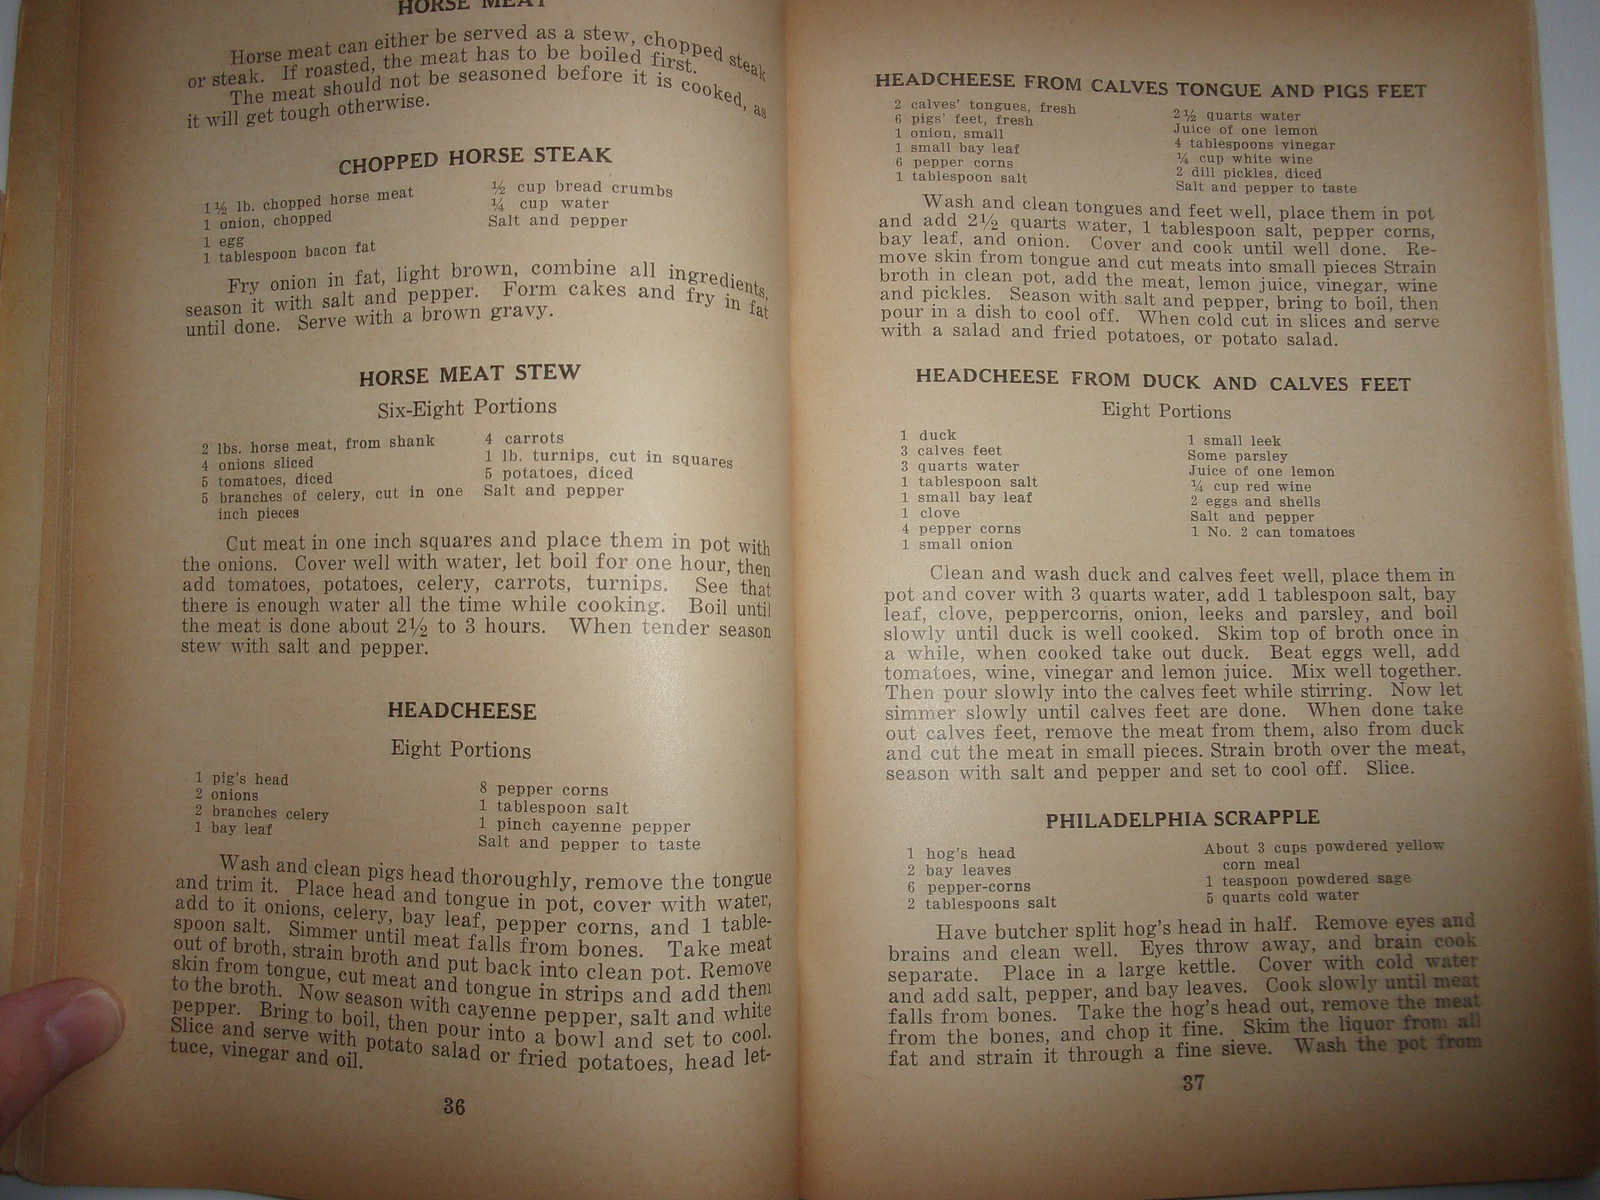 HORSE MEAT
Horse meat can either be served as a stew, chopped steak
or steak. If roasted, the meat has to be boiled first.
The meat should not be seasoned before it is cooked, as
it will get tough otherwise.
CHOPPED HORSE STEAK
1½ lb. chopped horse meat
1 onion, chopped
1 egg
1 tablespoon bacon fat
½ cup bread crumbs
¼ cup water
Salt and pepper
Fry onion in fat, light brown, combine all ingredients,
season it with salt and pepper. Form cakes and fry in fat
until done. Serve with a brown gravy.
HORSE MEAT STEW
Six-Eight Portions
2 lbs. horse meat, from shank
4 onions sliced
5 tomatoes, diced
5 branches of celery, cut in one
inch pieces
4 carrots
1 lb. turnips, cut in squares
5 potatoes, diced
Salt and pepper
Cut meat in one inch squares and place them in pot with
the onions. Cover well with water, let boil for one hour, then
add tomatoes, potatoes, celery, carrots, turnips. See that
there is enough water all the time while cooking. Boil until
the meat is done about 2½ to 3 hours. When tender season
stew with salt and pepper.
HEADCHEESE
Eight Portions
1 pig's head
2 onions
2 branches celery
1 bay leaf
8 pepper corns
1 tablespoon salt
1 pinch cayenne pepper
Salt and pepper to taste
Wash and clean pigs head thoroughly, remove the tongue
and trim it. Place head and tongue in pot, cover with water,
add to it onions, celery, bay leaf, pepper corns, and 1 table-
spoon salt. Simmer until meat falls from bones. Take meat
out of broth, strain broth and put back into clean pot. Remove
skin from tongue, cut meat and tongue in strips and add them
to the broth. Now season with cayenne pepper, salt and white
pepper. Bring to boil, then pour into a bowl and set to cool.
Slice and serve with potato salad or fried potatoes, head let-
tuce, vinegar and oil.
36
HEADCHEESE FROM CALVES TONGUE AND PIGS FEET
2 calves' tongues, fresh
6 pigs' feet, fresh
1 onion, small
1 small bay leaf
6 pepper corns
1 tablespoon salt
2½ quarts water
Juice of one lemon
4 tablespoons vinegar
¼ cup white wine
2 dill pickles, diced
Salt and pepper to taste
Wash and clean tongues and feet well, place them in pot
and add 2½ quarts water, 1 tablespoon salt, pepper corns,
bay leaf, and onion. Cover and cook until well done. Re-
move skin from tongue and cut meats into small pieces Strain
broth in clean pot, add the meat, lemon juice, vinegar, wine
and pickles. Season with salt and pepper, bring to boil, then
pour in a dish to cool off. When cold cut in slices and serve
with a salad and fried potatoes, or potato salad.
HEADCHEESE FROM DUCK AND CALVES FEET
Eight Portions
1 duck
3 calves feet
3 quarts water
1 tablespoon salt
1 small bay leaf
1 clove
4 pepper corns
1 small onion
1 small leek
Some parsley
Juice of one lemon
¼ cup red wine
2 eggs and shells
Salt and pepper
1 No. 2 can tomatoes
Clean and wash duck and calves feet well, place them in
pot and cover with 3 quarts water, add 1 tablespoon salt, bay
leaf, clove, peppercorns, onion, leeks and parsley, and boil
slowly until duck is well cooked. Skim top of broth once in
a while, when cooked take out duck. Beat eggs well, add
tomatoes, wine, vinegar and lemon juice. Mix well together.
Then pour slowly into the calves feet while stirring. Now let
simmer slowly until calves feet are done. When done take
out calves feet, remove the meat from them, also from duck
and cut the meat in small pieces. Strain broth over the meat,
season with salt and pepper and set to cool off. Slice.
PHILADELPHIA SCRAPPLE
1 hog's head
2 bay leaves
6 pepper-corns
2 tablespoons salt
About 3 cups powdered yellow
corn meal
1 teaspoon powdered sage
5 quarts cold water
Have butcher split hog's head in half. Remove eyes and
brains and clean well. Eyes throw away, and brain cook
separate. Place in a large kettle. Cover with cold water
and add salt, pepper, and bay leaves. Cook slowly until meat
falls from bones. Take the hog's head out, remove the meat
from the bones, and chop it fine. Skim the liquor from all
fat and strain it through a fine sieve. Wash the pot from
37